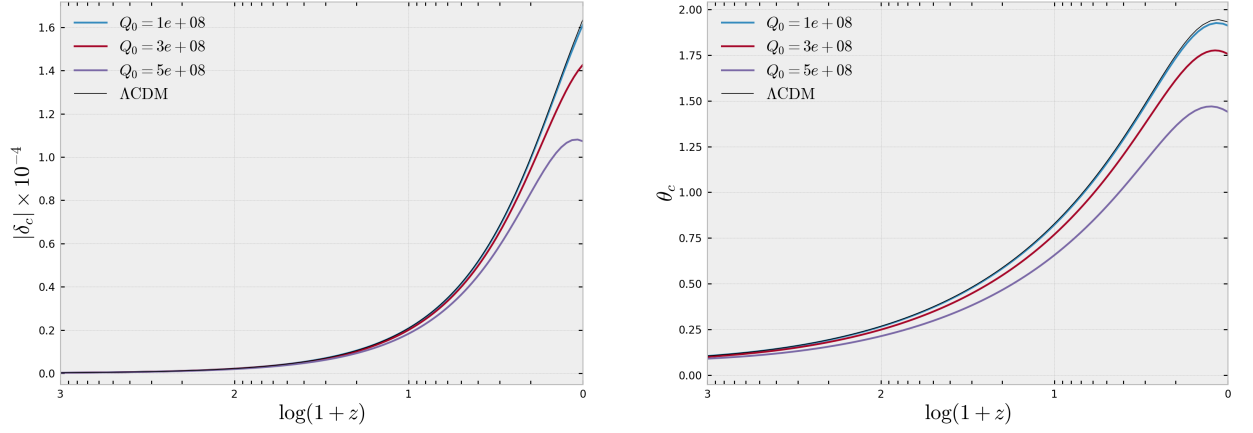 |δ_c| × 10^−4
1.6
1.4
1.2
1.0
0.8
0.6
0.4
0.2
0.0
Q_0 = 1e + 08
Q_0 = 3e + 08
Q_0 = 5e + 08
ΛCDM
3 2 1 0
log(1 + z)
θ_c
2.00
1.75
1.50
1.25
1.00
0.75
0.50
0.25
0.00
Q_0 = 1e + 08
Q_0 = 3e + 08
Q_0 = 5e + 08
ΛCDM
3 2 1 0
log(1 + z)